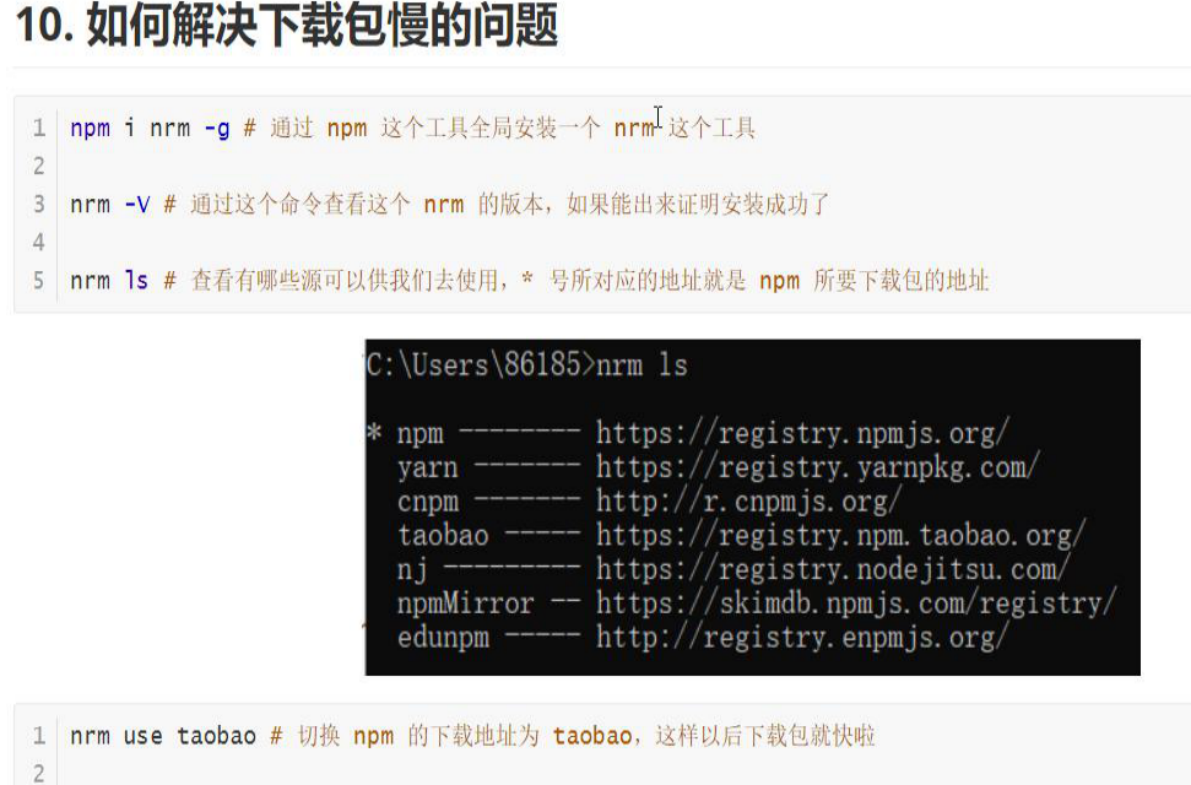 10. 如何解决下载包慢的问题
1 npm i nrm -g # 通过 npm 这个工具全局安装一个 nrm 这个工具
2
3 nrm -V # 通过这个命令查看这个 nrm 的版本，如果能出来证明安装成功了
4
5 nrm ls # 查看有哪些源可以供我们去使用，* 号所对应的地址就是 npm 所要下载包的地址
C:\Users\86185>nrm ls
* npm -------- https://registry.npmjs.org/
yarn ------- https://registry.yarnpkg.com/
cnpm ------- http://r.cnpmjs.org/
taobao ----- https://registry.npm.taobao.org/
nj --------- https://registry.nodejitsu.com/
npmMirror -- https://skimdb.npmjs.com/registry/
edunpm ----- http://registry.enpmjs.org/
1 nrm use taobao # 切换 npm 的下载地址为 taobao，这样以后下载包就快啦
2